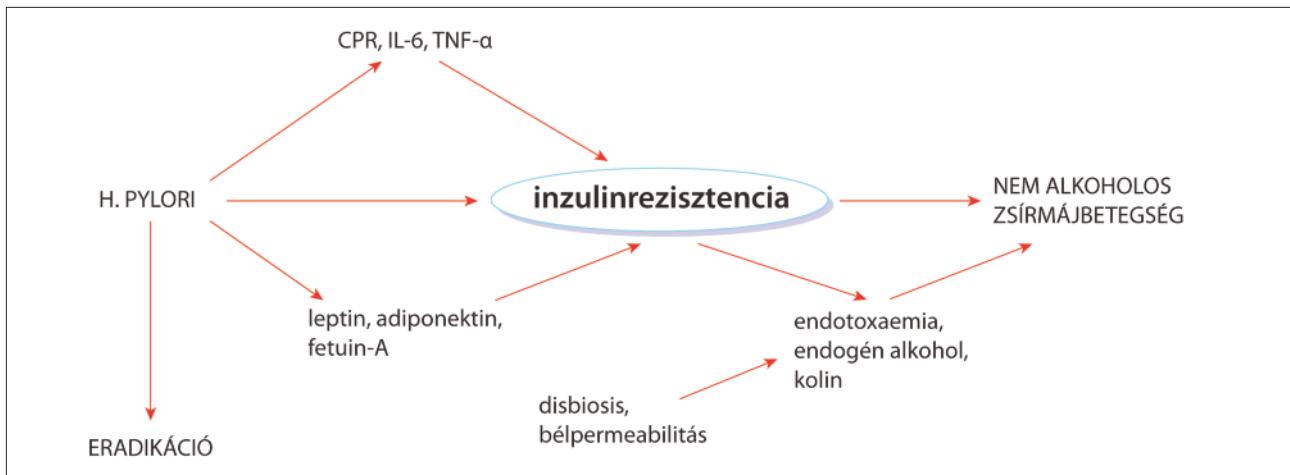 CPR, IL-6, TNF-α
H. PYLORI
inzulinrezisztencia
NEM ALKOHOLOS
ZSÍRMÁJBETEGSÉG
leptin, adiponektin,
fetuin-A
endotoxaemia,
endogén alkohol,
kolin
disbiosis,
bélpermeabilitás
ERADIKÁCIÓ